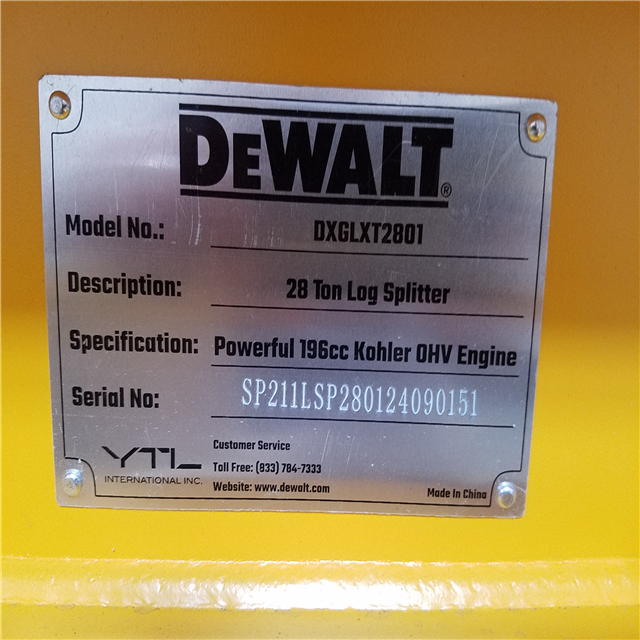 DEWALT®
Model No.: DXGLXT2801
Description: 28 Ton Log Splitter
Specification: Powerful 196cc Kohler OHV Engine
Serial No: SP211LSP280124090151
YTL
INTERNATIONAL INC.
Customer Service
Toll Free: (833) 784-7333
Website: www.dewalt.com
Made In China